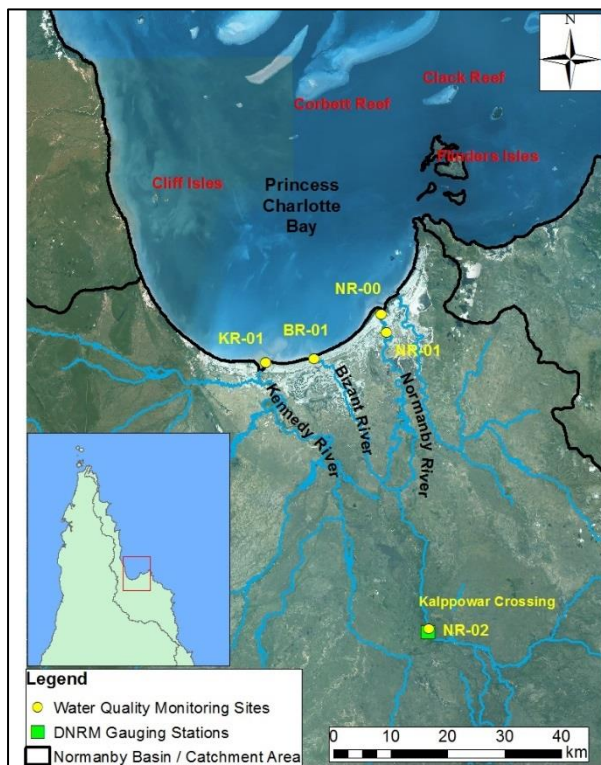 N
Clack Reef
Corbett Reef
Flinders Isles
Cliff Isles
Princess
Charlotte
Bay
NR-00
KR-01
BR-01
NR-01
Kennedy River
Bizant River
Normanby River
Kalppowar Crossing
NR-02
Legend
Water Quality Monitoring Sites
DNRM Gauging Stations
Normanby Basin / Catchment Area
0 10 20 30 40
km